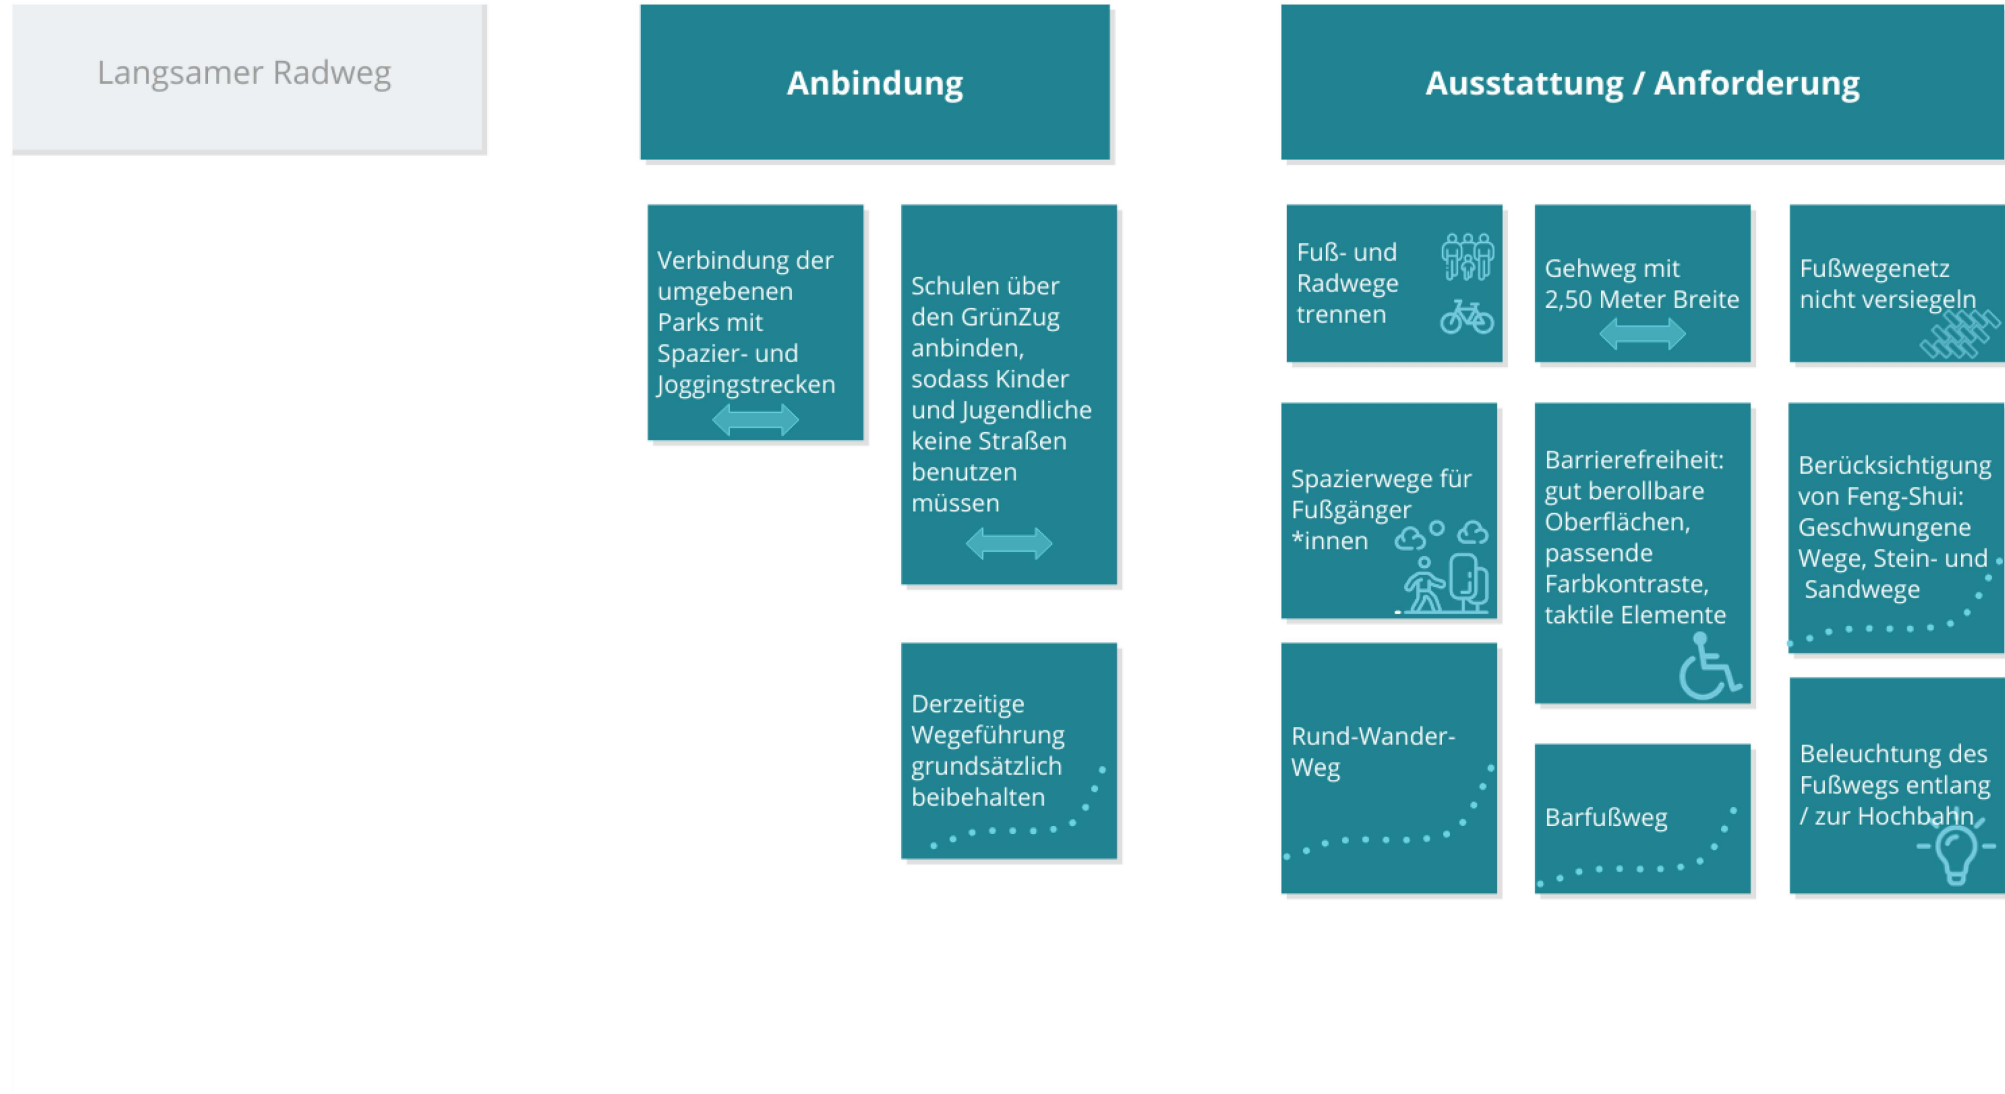 Langsamer Radweg
Anbindung
Verbindung der
umgebenen
Parks mit
Spazier- und
Joggingstrecken
Schulen über
den GrünZug
anbinden,
sodass Kinder
und Jugendliche
keine Straßen
benutzen
müssen
Derzeitige
Wegeführung
grundsätzlich
beibehalten
Ausstattung / Anforderung
Fuß- und
Radwege
trennen
Gehweg mit
2,50 Meter Breite
Fußwegenetz
nicht versiegeln
Spazierwege für
Fußgänger
*innen
Barrierefreiheit:
gut berollbare
Oberflächen,
passende
Farbkontraste,
taktile Elemente
Berücksichtigung
von Feng-Shui:
Geschwungene
Wege, Stein- und
Sandwege
Rund-Wander-
Weg
Barfußweg
Beleuchtung des
Fußwegs entlang
/ zur Hochbahn